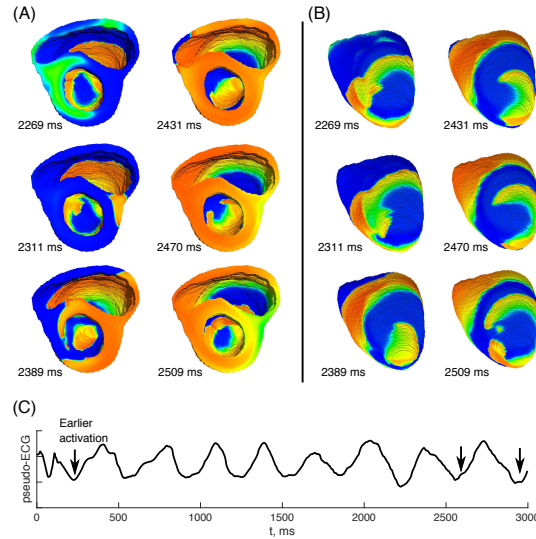 (A)
(B)
2269 ms
2431 ms
2269 ms
2431 ms
2311 ms
2470 ms
2311 ms
2470 ms
2389 ms
2509 ms
2389 ms
2509 ms
(C)
Earlier
activation
pseudo-ECG
0 500 1000 1500 2000 2500 3000
t, ms